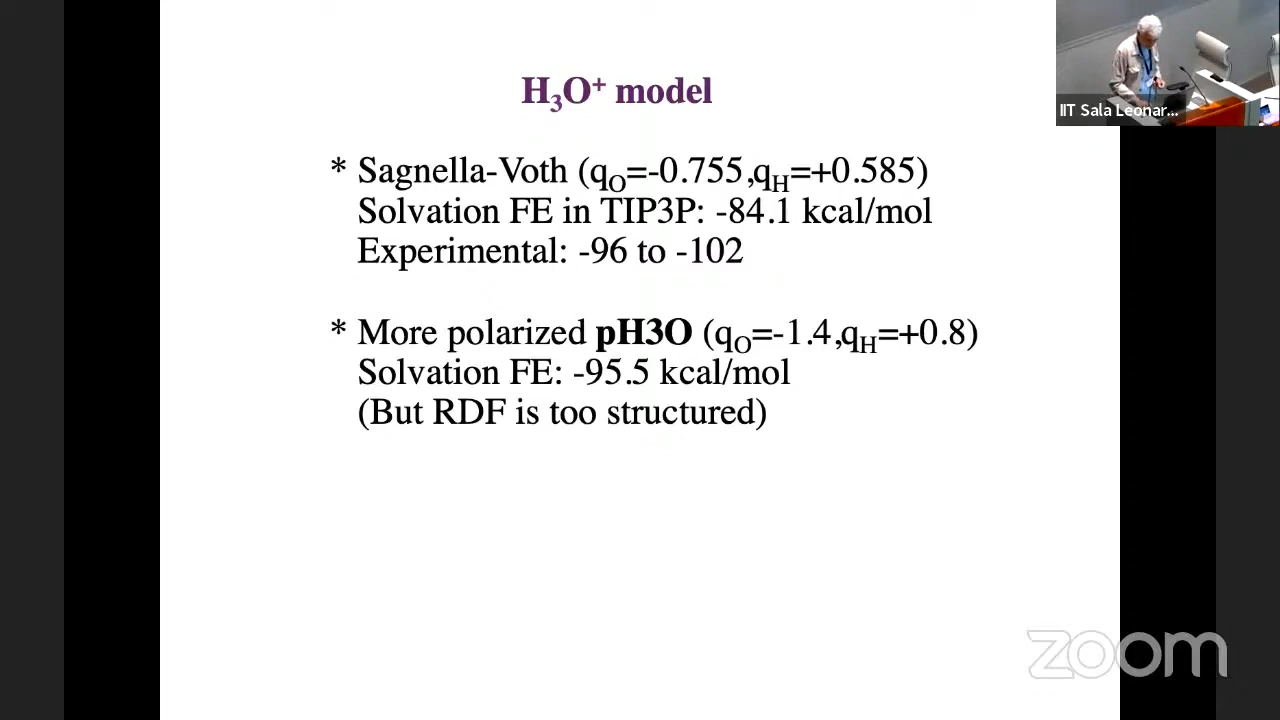 H₃O⁺ model
* Sagnella-Voth (qO=-0.755,qH=+0.585)
Solvation FE in TIP3P: -84.1 kcal/mol
Experimental: -96 to -102
* More polarized pH3O (qO=-1.4,qH=+0.8)
Solvation FE: -95.5 kcal/mol
(But RDF is too structured)
IIT Sala Leonar...
zoom